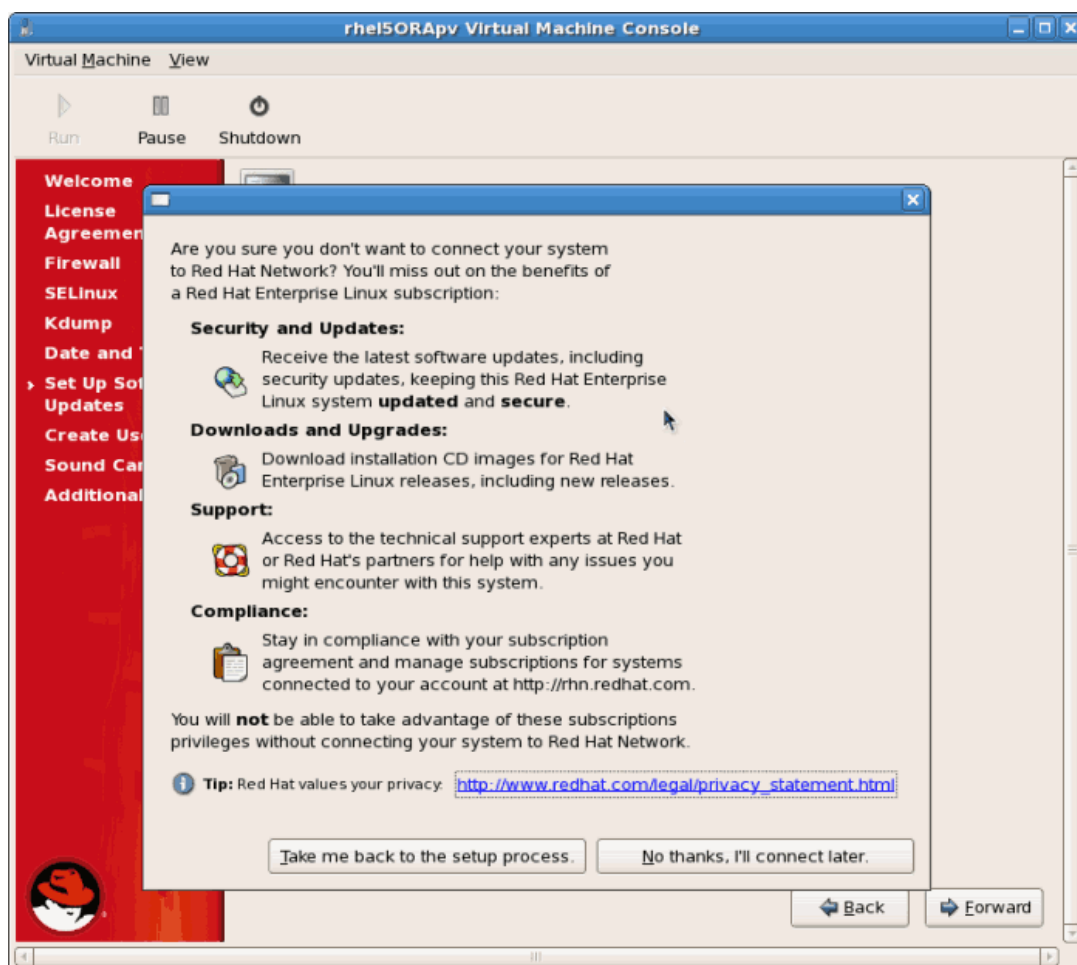 rhel5ORApv Virtual Machine Console
Virtual Machine View
Run Pause Shutdown
Welcome
License
Agreemen
Firewall
SELinux
Kdump
Date and
Set Up Sof
Updates
Create Us
Sound Car
Additional
Are you sure you don't want to connect your system
to Red Hat Network? You'll miss out on the benefits of
a Red Hat Enterprise Linux subscription:
Security and Updates:
Receive the latest software updates, including
security updates, keeping this Red Hat Enterprise
Linux system updated and secure.
Downloads and Upgrades:
Download installation CD images for Red Hat
Enterprise Linux releases, including new releases.
Support:
Access to the technical support experts at Red Hat
or Red Hat's partners for help with any issues you
might encounter with this system.
Compliance:
Stay in compliance with your subscription
agreement and manage subscriptions for systems
connected to your account at http://rhn.redhat.com.
You will not be able to take advantage of these subscriptions
privileges without connecting your system to Red Hat Network.
Tip: Red Hat values your privacy: http://www.redhat.com/legal/privacy_statement.html
Take me back to the setup process. No thanks, I'll connect later.
Back Forward